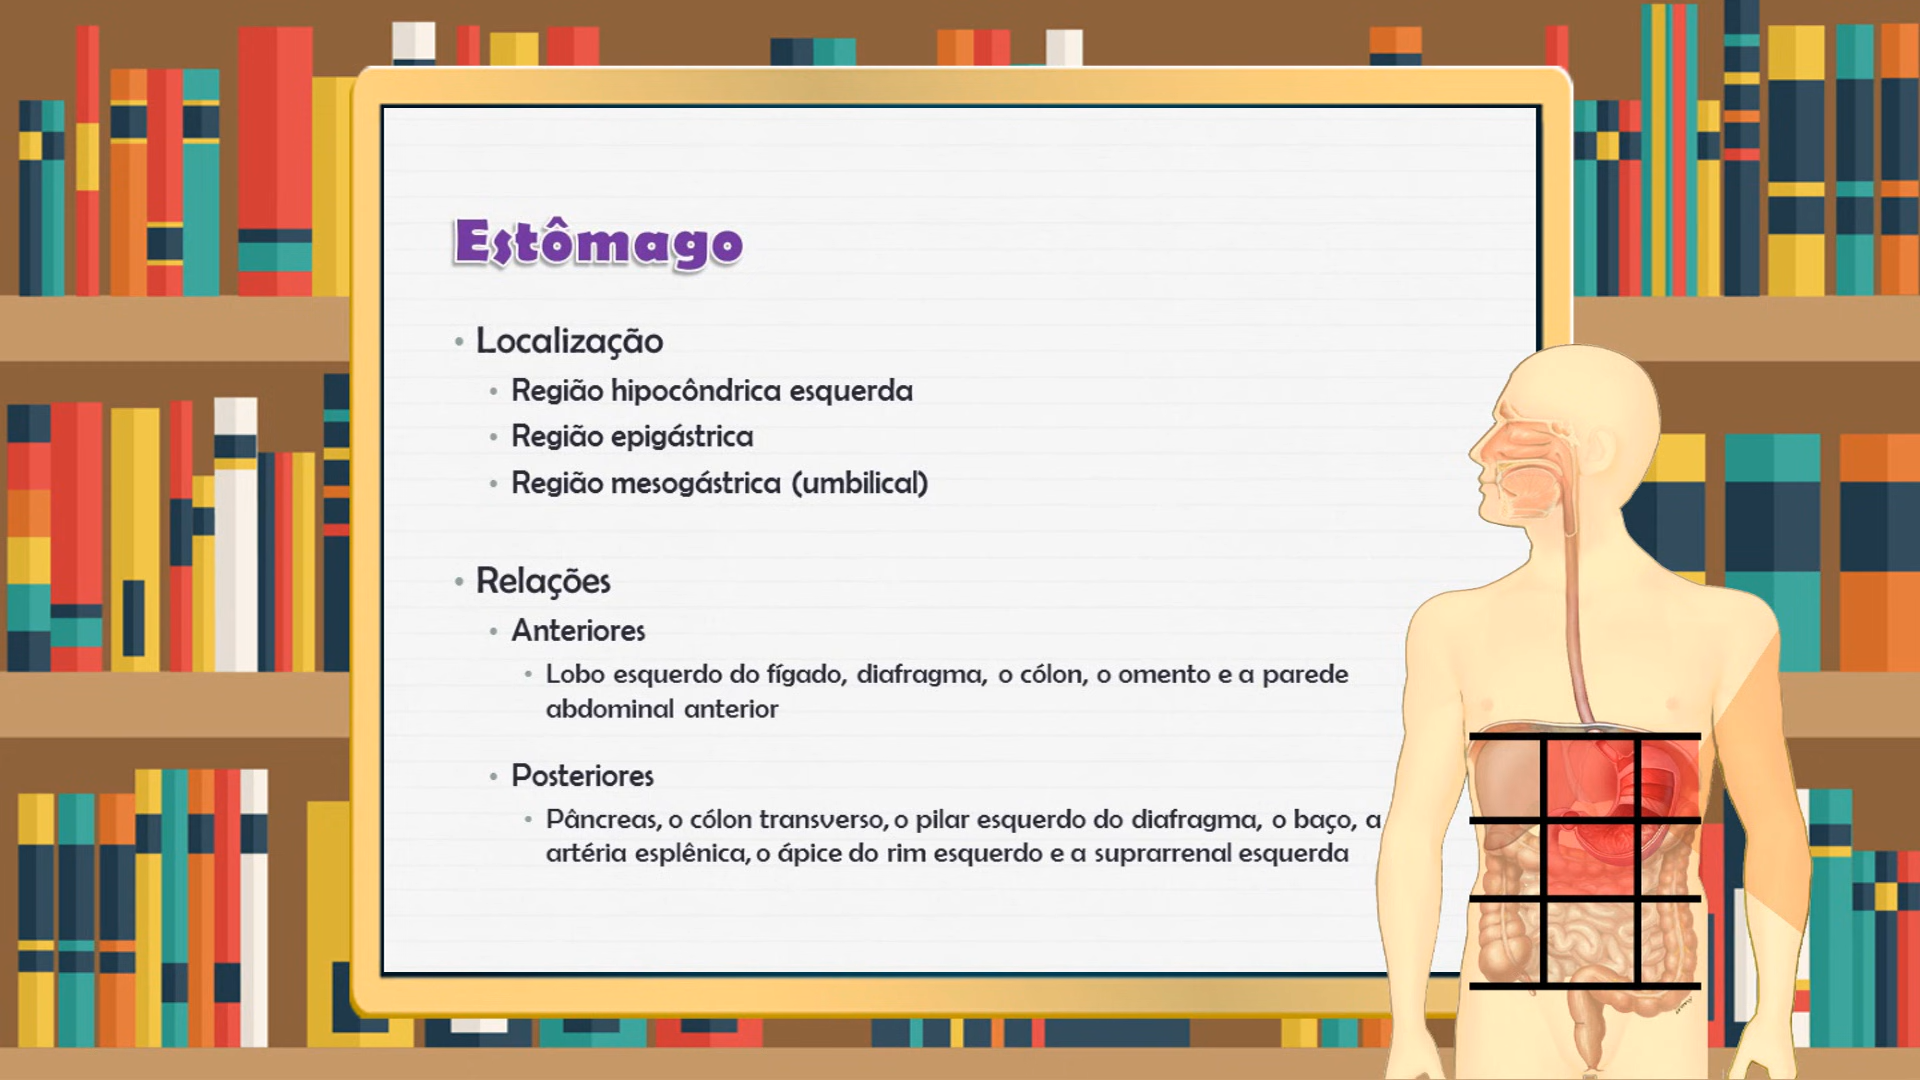 Estômago
• Localização
• Região hipocôndrica esquerda
• Região epigástrica
• Região mesogástrica (umbilical)
• Relações
• Anteriores
• Lobo esquerdo do fígado, diafragma, o cólon, o omento e a parede
abdominal anterior
• Posteriores
• Pâncreas, o cólon transverso, o pilar esquerdo do diafragma, o baço, a
artéria esplênica, o ápice do rim esquerdo e a suprarrenal esquerda